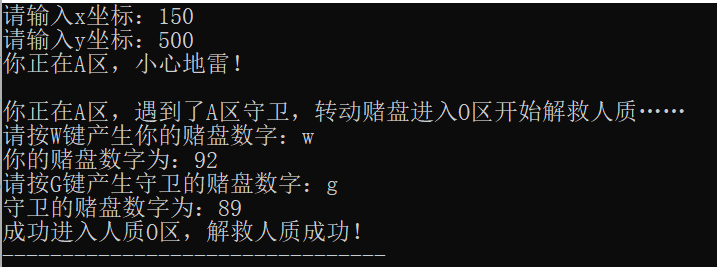 请输入x坐标：150
请输入y坐标：500
你正在A区，小心地雷！
你正在A区，遇到了A区守卫，转动赌盘进入O区开始解救人质……
请按W键产生你的赌盘数字：w
你的赌盘数字为：92
请按G键产生守卫的赌盘数字：g
守卫的赌盘数字为：89
成功进入人质O区，解救人质成功！
--------------------------------